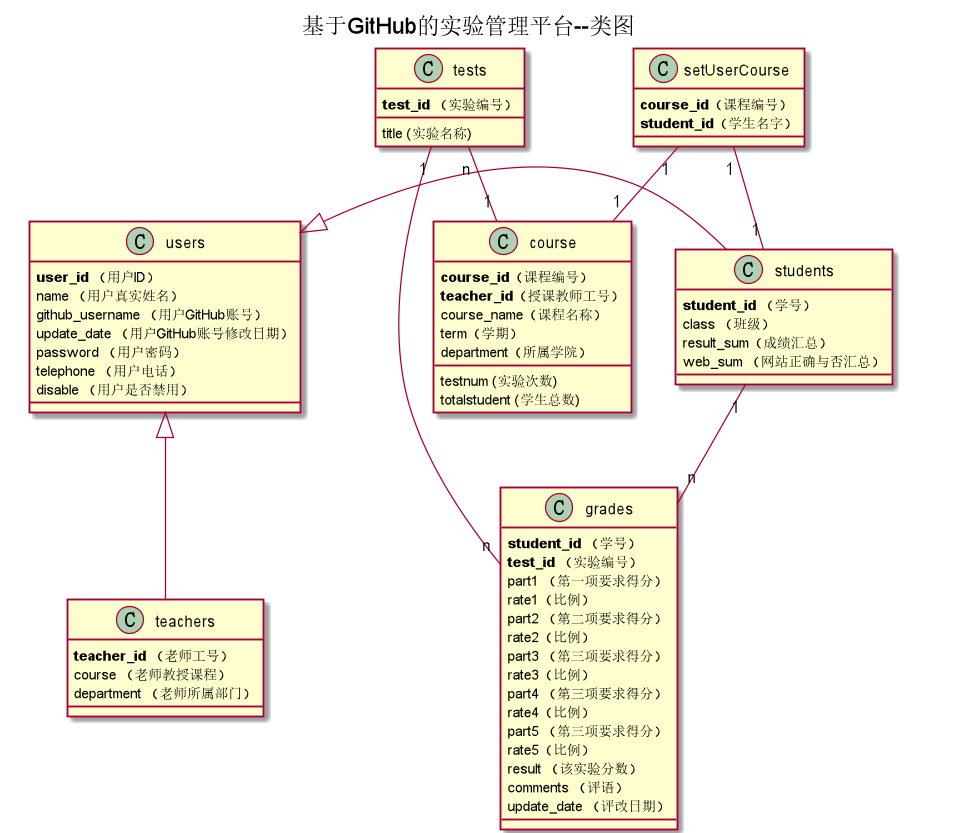 基于GitHub的实验管理平台--类图
C tests
test_id （实验编号）
title (实验名称)
C setUserCourse
course_id（课程编号）
student_id（学生名字）
1
n
1
1
1
1
1
C users
user_id （用户ID）
name （用户真实姓名）
github_username （用户GitHub账号）
update_date （用户GitHub账号修改日期）
password （用户密码）
telephone （用户电话）
disable （用户是否禁用）
C course
course_id（课程编号）
teacher_id（授课教师工号）
course_name（课程名称）
term（学期）
department（所属学院）
testnum (实验次数)
totalstudent (学生总数)
C students
student_id （学号）
class （班级）
result_sum（成绩汇总）
web_sum （网站正确与否汇总）
1
n
n
C grades
student_id （学号）
test_id （实验编号）
part1 （第一项要求得分）
rate1（比例）
part2 （第二项要求得分）
rate2（比例）
part3 （第三项要求得分）
rate3（比例）
part4 （第三项要求得分）
rate4（比例）
part5 （第三项要求得分）
rate5（比例）
result （该实验分数）
comments （评语）
update_date （评改日期）
C teachers
teacher_id （老师工号）
course （老师教授课程）
department （老师所属部门）